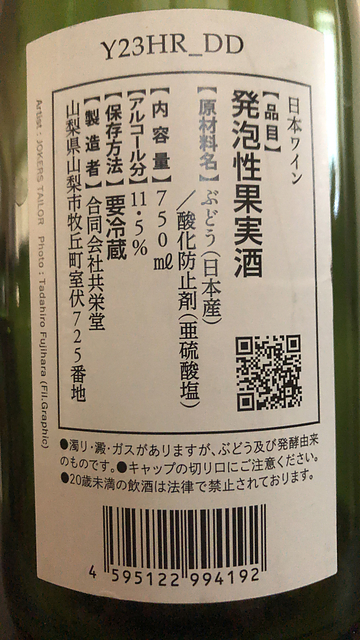 Y23HR_DD
日本ワイン
【品目】
発泡性果実酒
【原材料名】ぶどう(日本産)
／酸化防止剤(亜硫酸塩)
【内容量】750㎖
【アルコール分】11.5%
【保存方法】要冷蔵
【製造者】合同会社共栄堂
山梨県山梨市牧丘町室伏725番地
Artist : JOKERS TAILOR Photo : Tadahiro Fujihara (Fil.Graphic)
●濁り・澱・ガスがありますが、ぶどう及び発酵由来
のものです。●キャップの切り口にご注意ください。
●20歳未満の飲酒は法律で禁止されております。
4 595122 994192